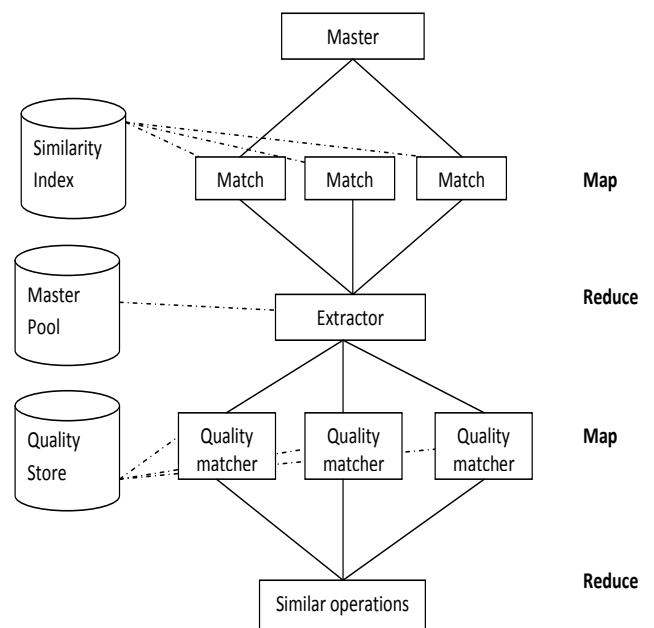 Master
Similarity
Index
Match
Match
Match
Map
Master
Pool
Extractor
Reduce
Quality
Store
Quality
matcher
Quality
matcher
Quality
matcher
Map
Similar operations
Reduce